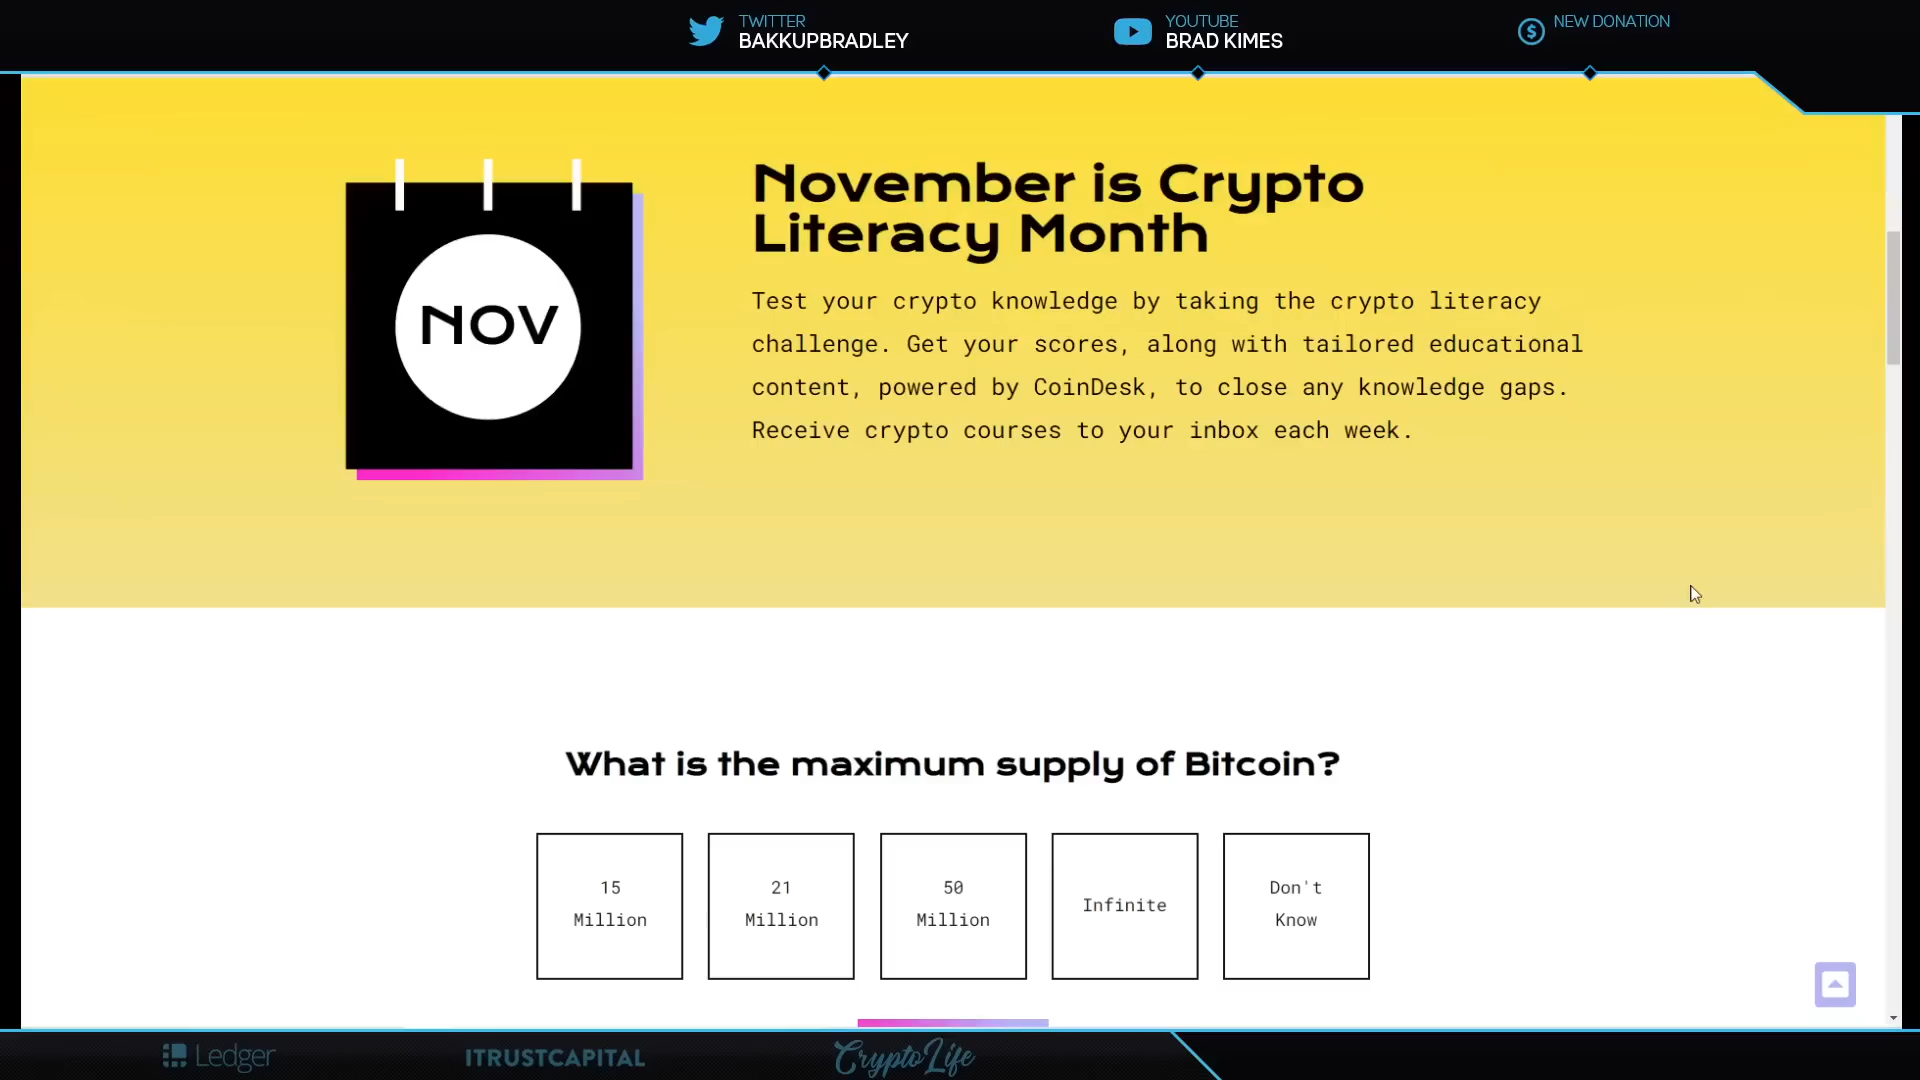 TWITTER
BAKKUPBRADLEY
YOUTUBE
BRAD KIMES
NEW DONATION
NOV
November is Crypto
Literacy Month
Test your crypto knowledge by taking the crypto literacy
challenge. Get your scores, along with tailored educational
content, powered by CoinDesk, to close any knowledge gaps.
Receive crypto courses to your inbox each week.
What is the maximum supply of Bitcoin?
15
Million
21
Million
50
Million
Infinite
Don't
Know
Ledger
ITRUSTCAPITAL
CryptoLife